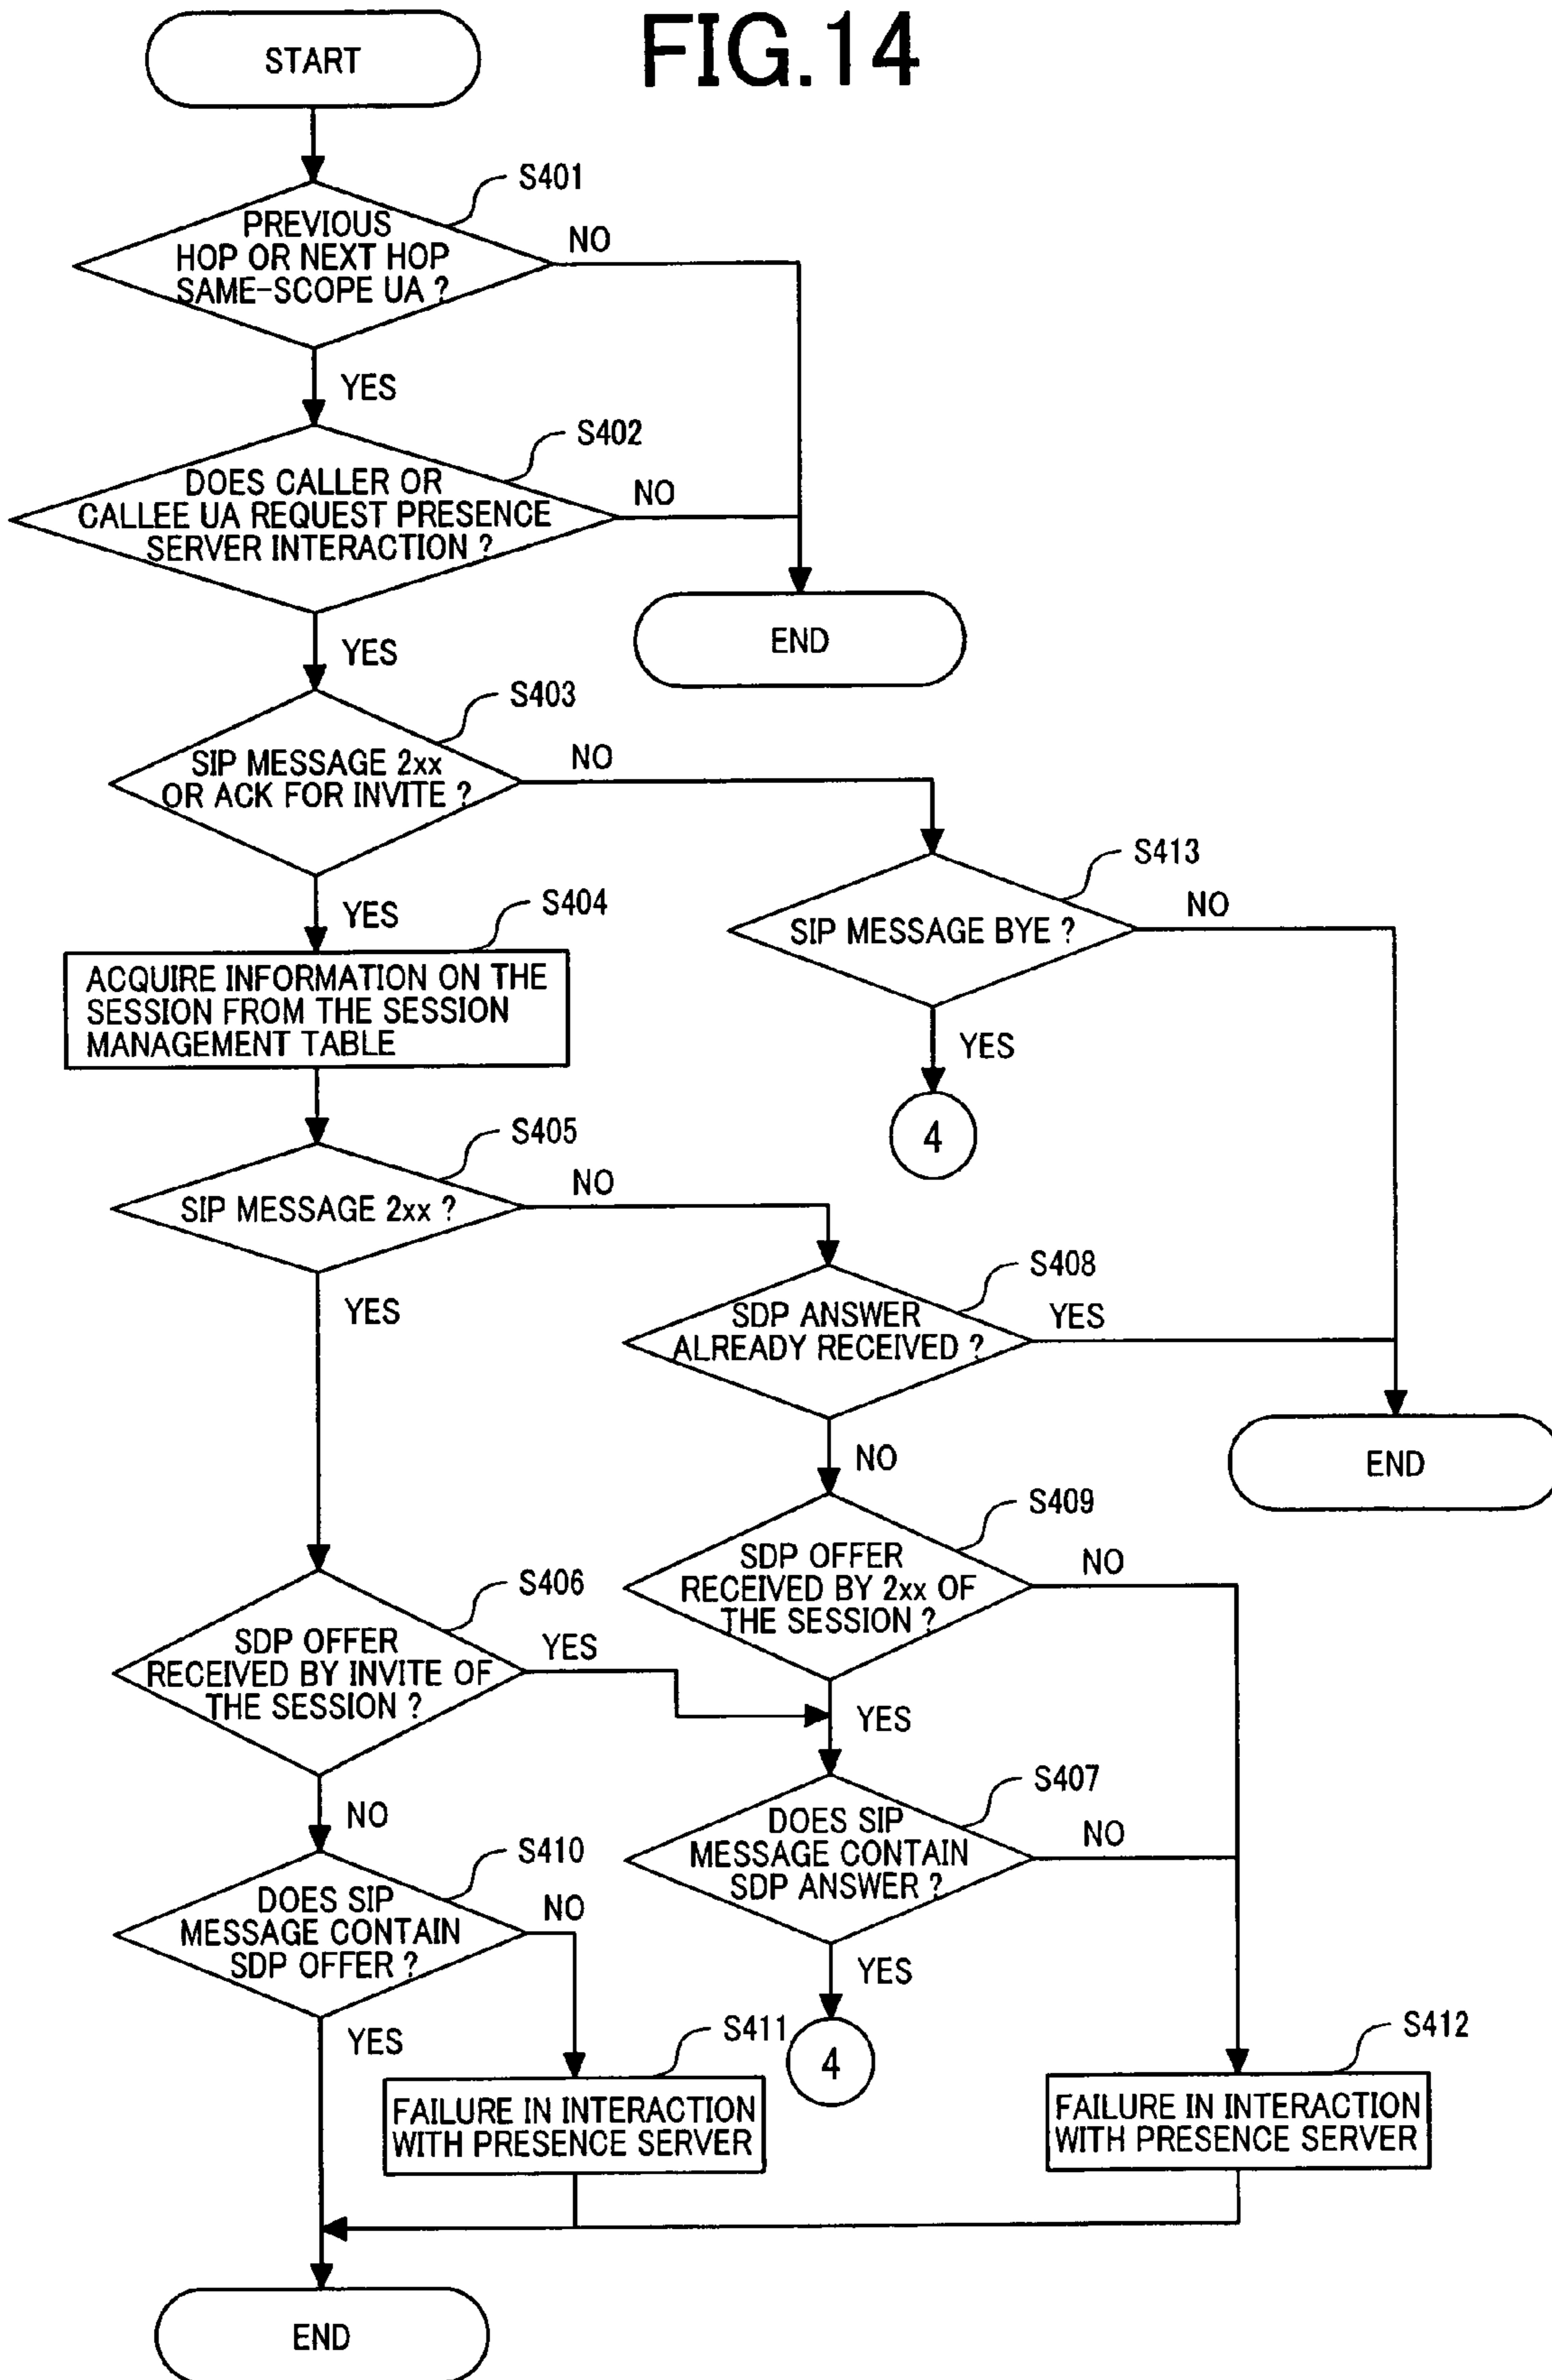 FIG.14
START
S401
PREVIOUS
HOP OR NEXT HOP
SAME-SCOPE UA ?
NO
YES
S402
DOES CALLER OR
CALLEE UA REQUEST PRESENCE
SERVER INTERACTION ?
NO
END
YES
S403
SIP MESSAGE 2xx
OR ACK FOR INVITE ?
NO
S413
SIP MESSAGE BYE ?
NO
YES
4
YES
S404
ACQUIRE INFORMATION ON THE
SESSION FROM THE SESSION
MANAGEMENT TABLE
S405
SIP MESSAGE 2xx ?
NO
YES
S408
SDP ANSWER
ALREADY RECEIVED ?
YES
END
NO
S409
SDP OFFER
RECEIVED BY 2xx OF
THE SESSION ?
NO
YES
S406
SDP OFFER
RECEIVED BY INVITE OF
THE SESSION ?
YES
NO
S407
DOES SIP
MESSAGE CONTAIN
SDP ANSWER ?
NO
YES
4
S410
DOES SIP
MESSAGE CONTAIN
SDP OFFER ?
NO
YES
S411
FAILURE IN INTERACTION
WITH PRESENCE SERVER
S412
FAILURE IN INTERACTION
WITH PRESENCE SERVER
END